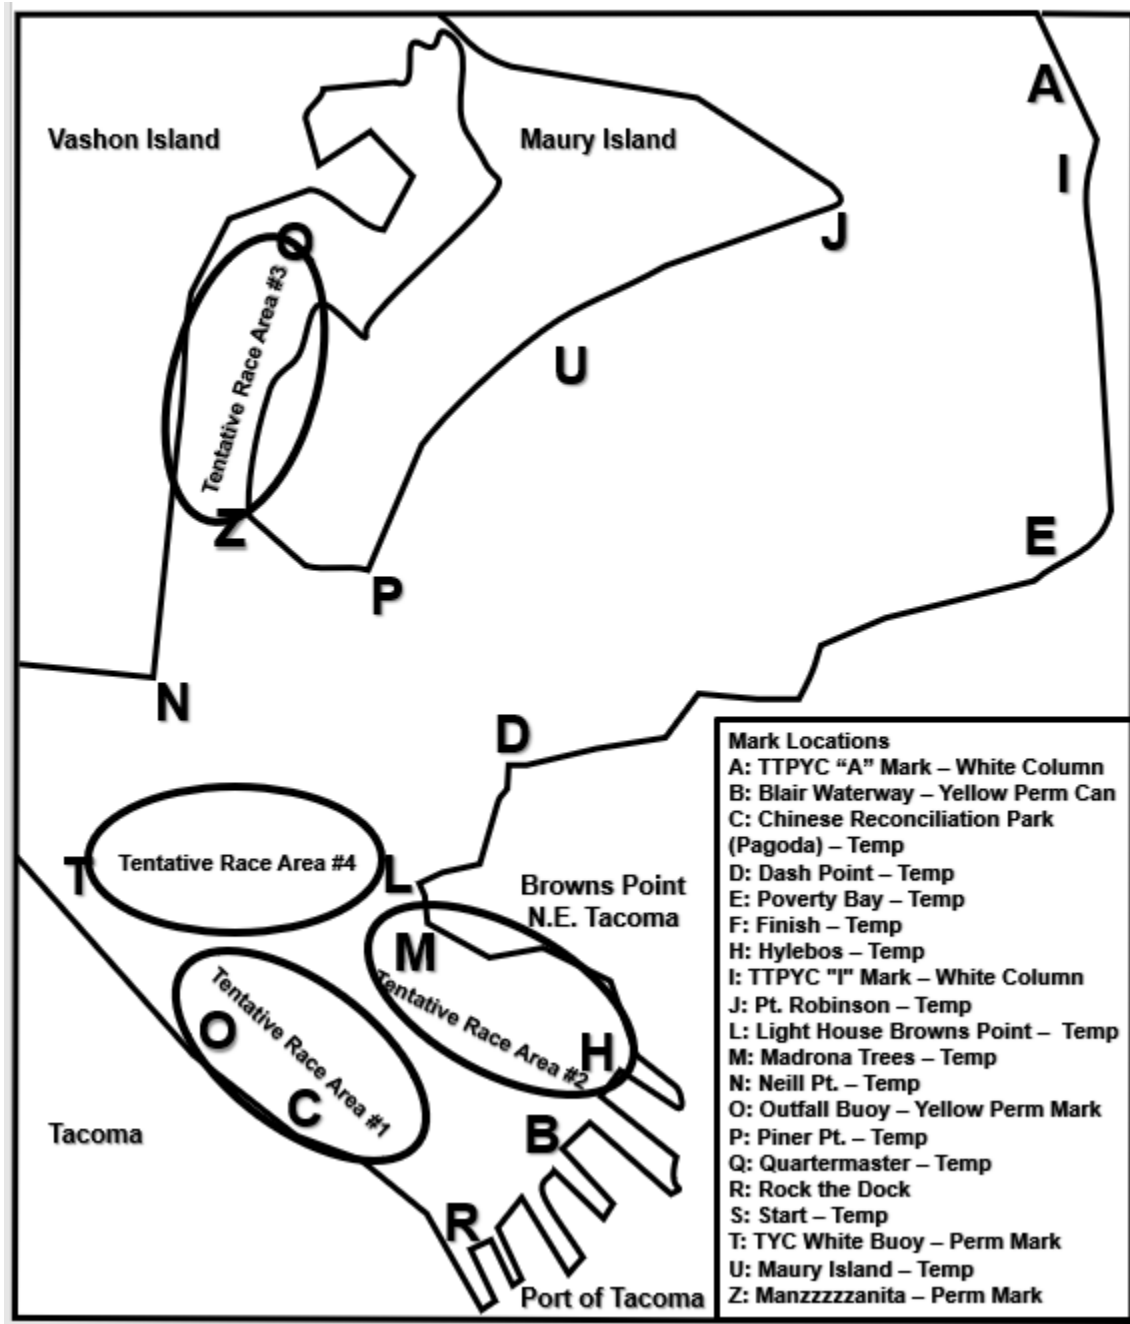 A
Vashon Island
Maury Island
I
J
Q
Tentative Race Area #3
U
Z
E
P
N
D
Mark Locations
A: TTPYC “A” Mark – White Column
B: Blair Waterway – Yellow Perm Can
C: Chinese Reconciliation Park
(Pagoda) – Temp
D: Dash Point – Temp
E: Poverty Bay – Temp
F: Finish – Temp
H: Hylebos – Temp
I: TTPYC "I" Mark – White Column
J: Pt. Robinson – Temp
L: Light House Browns Point – Temp
M: Madrona Trees – Temp
N: Neill Pt. – Temp
O: Outfall Buoy – Yellow Perm Mark
P: Piner Pt. – Temp
Q: Quartermaster – Temp
R: Rock the Dock
S: Start – Temp
T: TYC White Buoy – Perm Mark
U: Maury Island – Temp
Z: Manzzzzzanita – Perm Mark
T
Tentative Race Area #4
L
Browns Point
N.E. Tacoma
M
Tentative Race Area #2
H
O
Tentative Race Area #1
C
Tacoma
B
R
Port of Tacoma